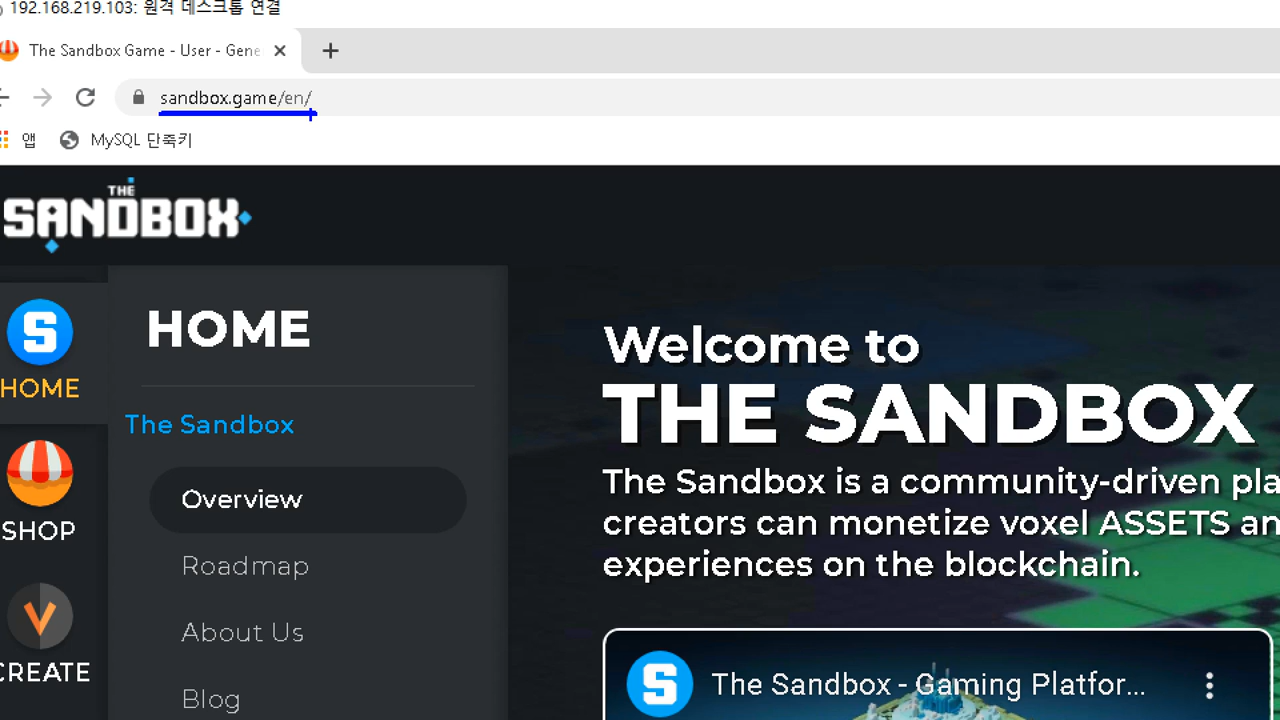 192.168.219.103: 원격 데스크톱 연결
The Sandbox Game - User - Gene
sandbox.game/en/
앱
MySQL 단축키
THE
SANDBOX
HOME
HOME
The Sandbox
SHOP
Overview
Roadmap
CREATE
About Us
Blog
Welcome to
THE SANDBOX
The Sandbox is a community-driven pla
creators can monetize voxel ASSETS an
experiences on the blockchain.
The Sandbox - Gaming Platfor...